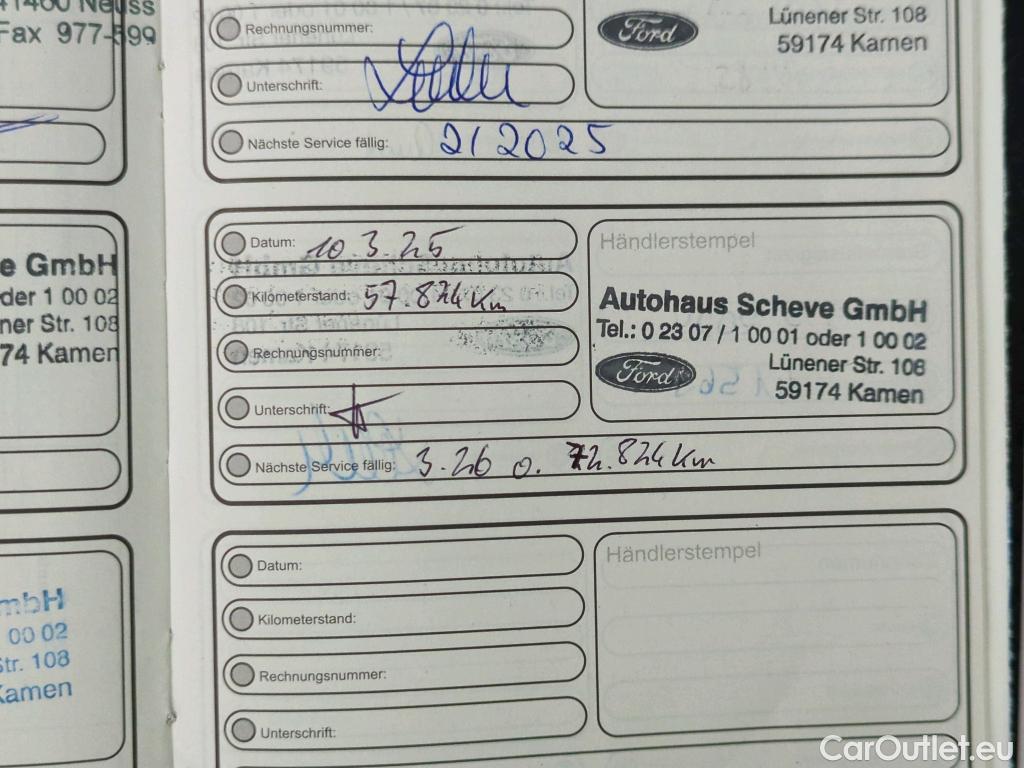 41460 Neuss
Fax 977-599
Rechnungsnummer:
Unterschrift:
Nächste Service fällig: 2/2025
Ford
Lünener Str. 108
59174 Kamen
e GmbH
der 1 00 02
ner Str. 108
74 Kamen
Datum: 10.3.25
Kilometerstand: 57.824 Km
Rechnungsnummer:
Unterschrift:
Nächste Service fällig: 3.26 o. 72.824 Km
Händlerstempel
Autohaus Scheve GmbH
Tel.: 0 23 07 / 1 00 01 oder 1 00 02
Ford
Lünener Str. 108
59174 Kamen
mbH
00 02
Str. 108
Kamen
Datum:
Kilometerstand:
Rechnungsnummer:
Unterschrift:
Händlerstempel
CarOutlet.eu